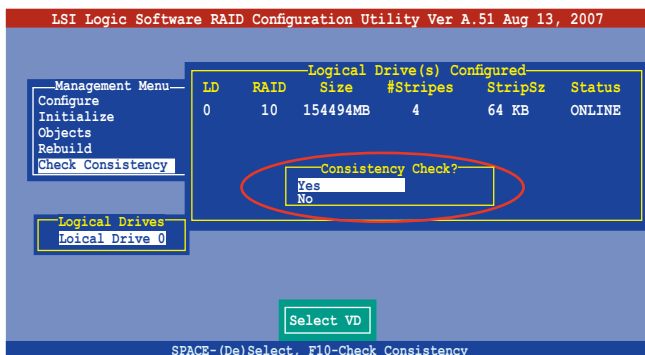 LSI Logic Software RAID Configuration Utility Ver A.51 Aug 13, 2007
Logical Drive(s) Configured
LD RAID Size #Stripes StripSz Status
0 10 154494MB 4 64 KB ONLINE
Management Menu
Configure
Initialize
Objects
Rebuild
Check Consistency
Consistency Check?
Yes
No
Logical Drives
Loical Drive 0
Select VD
SPACE-(De)Select, F10-Check Consistency